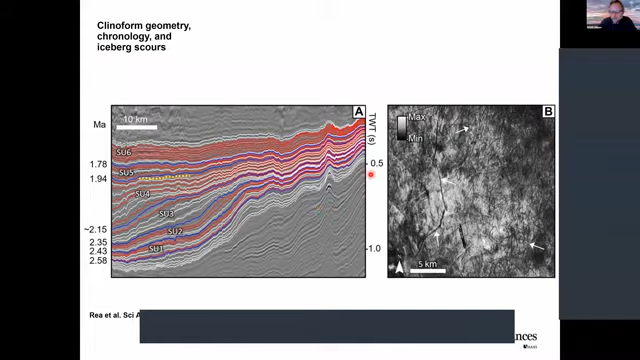 Clinoform geometry,
chronology, and
iceberg scours
Ma
1.78
1.94
~2.15
2.35
2.43
2.58
10 km
A
SU6
SU5
SU4
SU3
SU2
SU1
TWT (s)
0.5
1.0
B
Max
Min
5 km
Rea et al. Sci